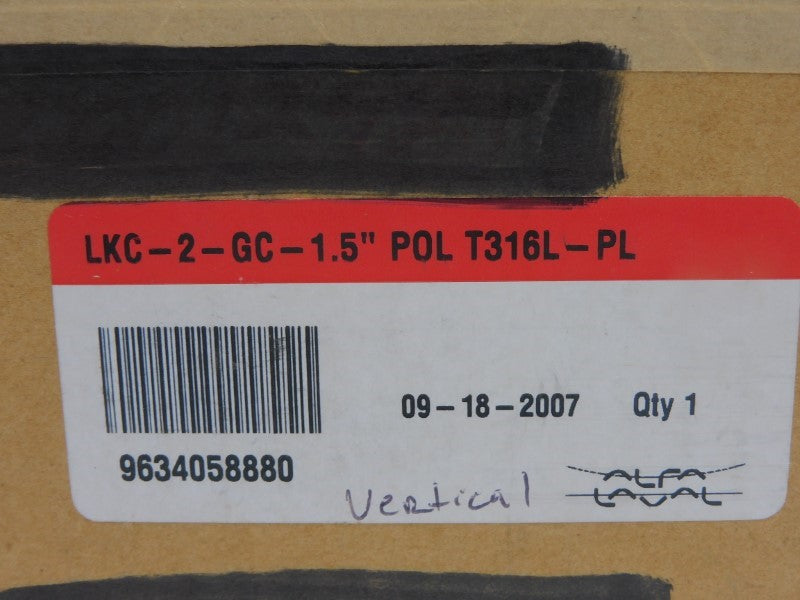 LKC-2-GC-1.5" POL T316L-PL
09-18-2007 Qty 1
9634058880
Vertical
ALFA
LAVAL